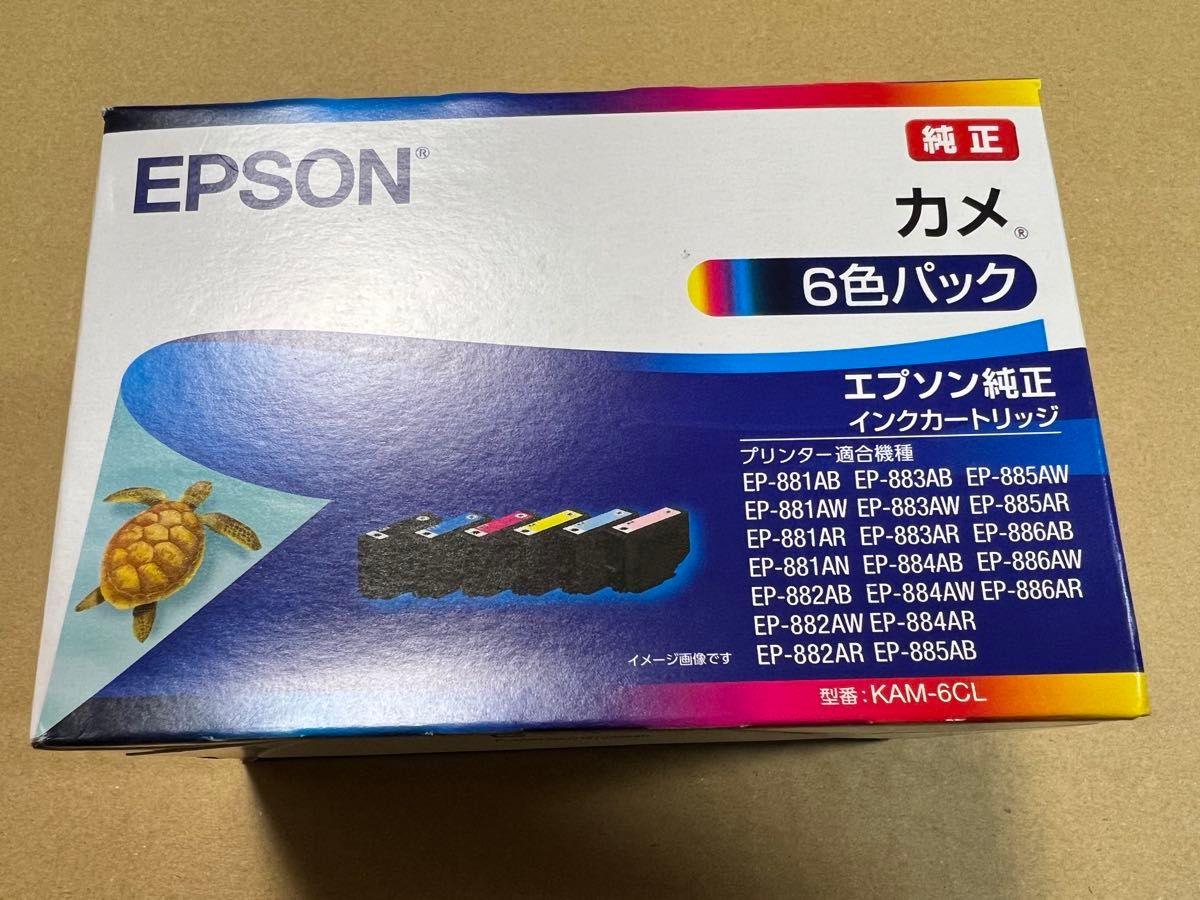 EPSON®
純正
カメ®
6色パック
エプソン純正
インクカートリッジ
プリンター適合機種
EP-881AB EP-883AB EP-885AW
EP-881AW EP-883AW EP-885AR
EP-881AR EP-883AR EP-886AB
EP-881AN EP-884AB EP-886AW
EP-882AB EP-884AW EP-886AR
EP-882AW EP-884AR
EP-882AR EP-885AB
イメージ画像です
型番：KAM-6CL